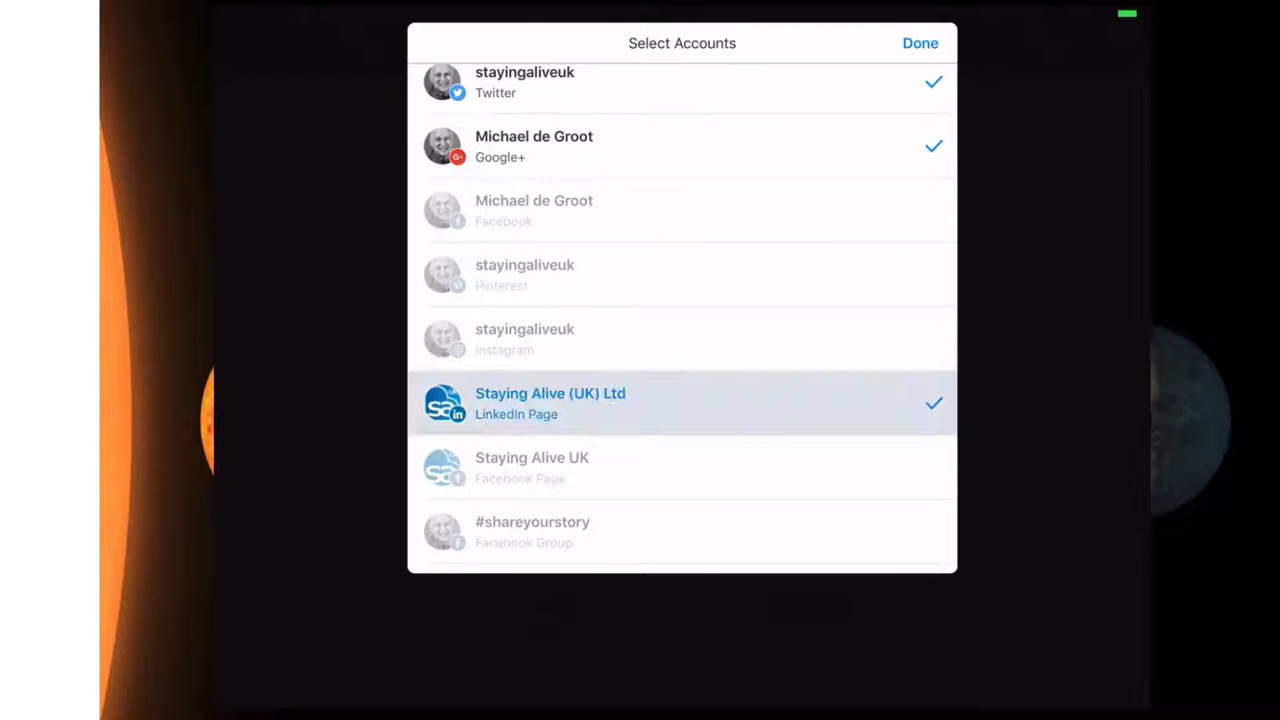 Select Accounts
Done
stayingaliveuk
Twitter
Michael de Groot
Google+
Michael de Groot
Facebook
stayingaliveuk
Pinterest
stayingaliveuk
Instagram
Staying Alive (UK) Ltd
LinkedIn Page
Staying Alive UK
Facebook Page
#shareyourstory
Facebook Group